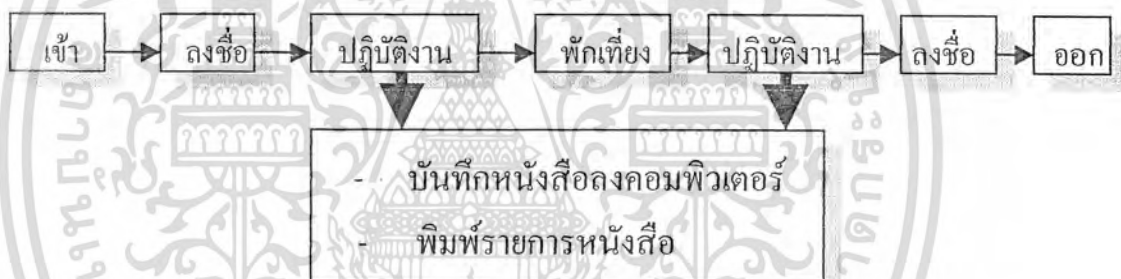 เข้า ลงชื่อ ปฏิบัติงาน พักเที่ยง ปฏิบัติงาน ลงชื่อ ออก
- บันทึกหนังสือลงคอมพิวเตอร์
- พิมพ์รายการหนังสือ